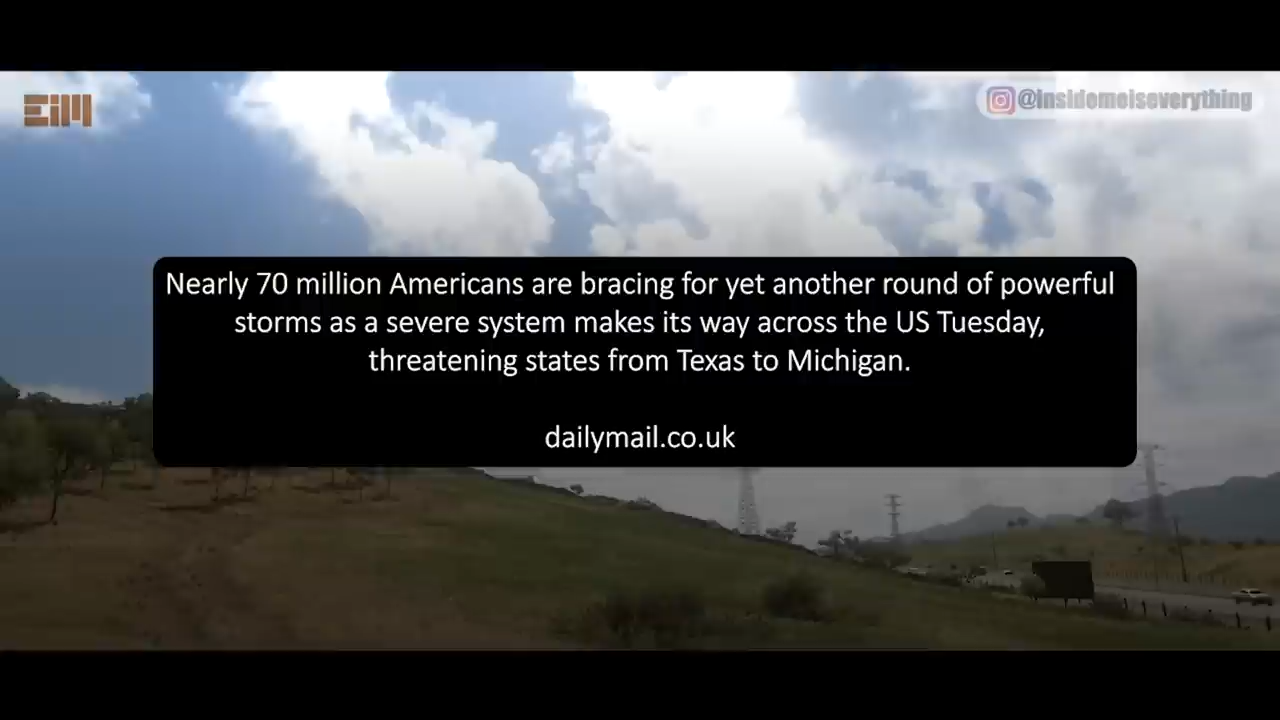 EiM
@insidemeiseverything
Nearly 70 million Americans are bracing for yet another round of powerful
storms as a severe system makes its way across the US Tuesday,
threatening states from Texas to Michigan.
dailymail.co.uk